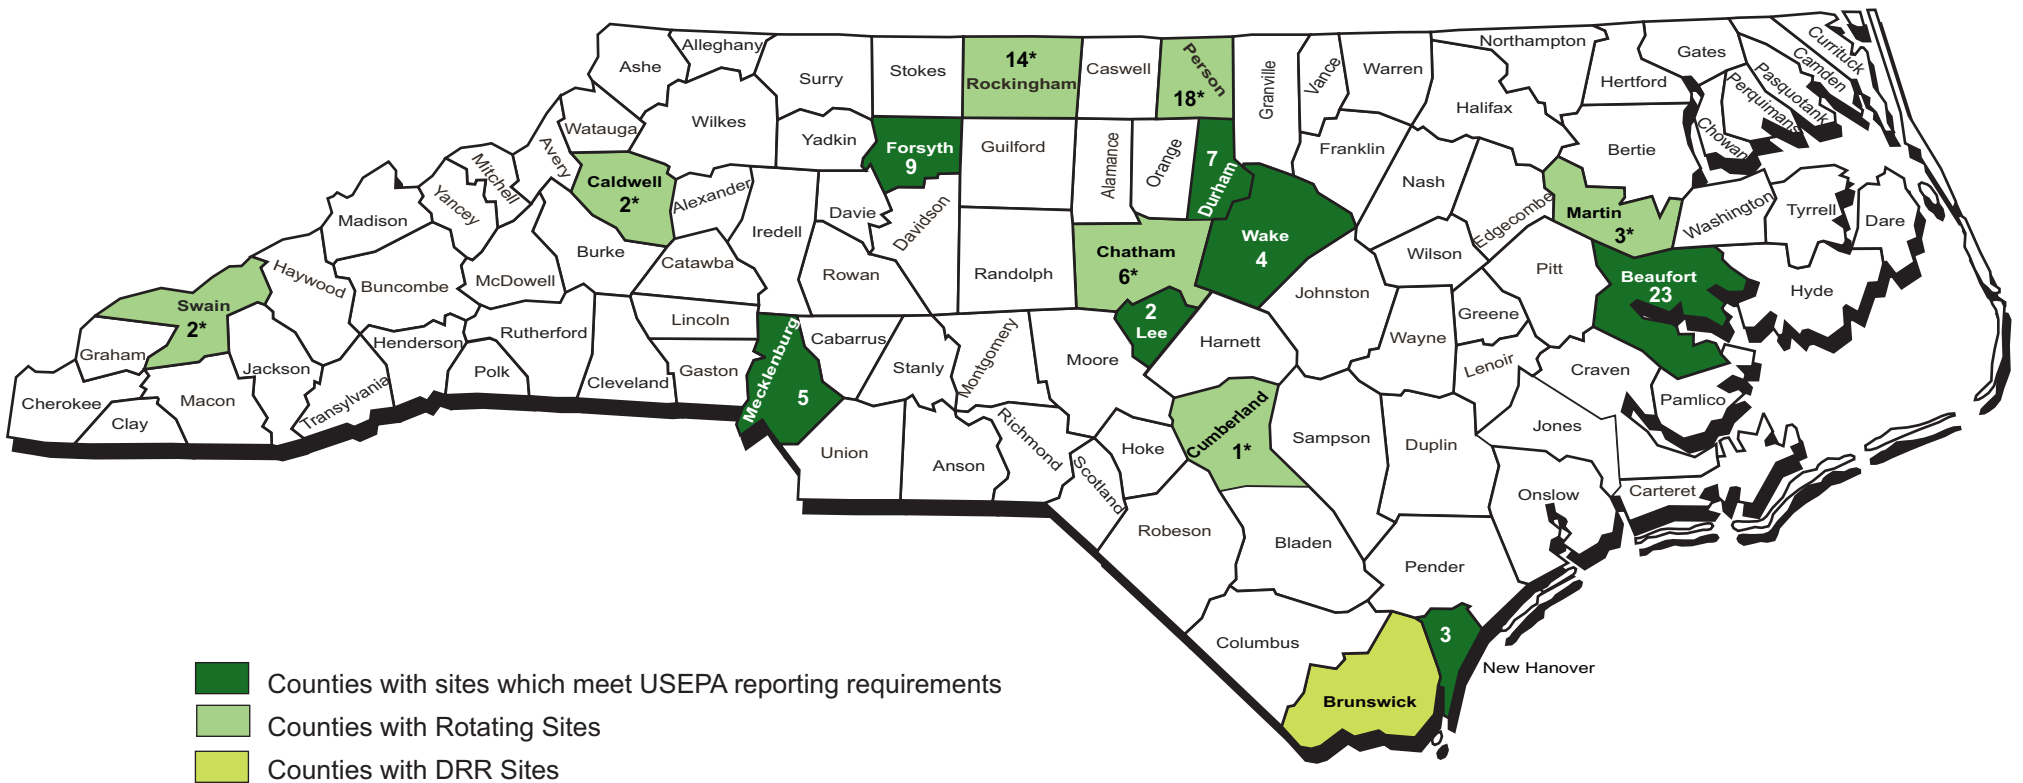 Ashe
Alleghany
Surry
Stokes
14*
Rockingham
Caswell
Person
18*
Granville
Vance
Warren
Northampton
Halifax
Hertford
Gates
Currituck
Camden
Pasquotank
Perquimans
Chowan
Watauga
Wilkes
Yadkin
Forsyth
9
Guilford
Alamance
Orange
7
Durham
Franklin
Nash
Edgecombe
Bertie
Martin
3*
Washington
Tyrrell
Dare
Avery
Mitchell
Yancey
Madison
Caldwell
2*
Alexander
Iredell
Davie
Davidson
Randolph
Chatham
6*
Wake
4
Johnston
Wilson
Pitt
Beaufort
23
Hyde
Swain
2*
Haywood
Buncombe
McDowell
Burke
Catawba
Rowan
Lincoln
Graham
Jackson
Henderson
Rutherford
Polk
Cleveland
Gaston
Mecklenburg
5
Cabarrus
Stanly
Montgomery
Moore
2
Lee
Harnett
Wayne
Greene
Lenoir
Craven
Pamlico
Cherokee
Clay
Macon
Transylvania
Union
Anson
Richmond
Scotland
Hoke
Cumberland
1*
Sampson
Duplin
Jones
Onslow
Carteret
Robeson
Bladen
Pender
Columbus
Brunswick
3
New Hanover
Counties with sites which meet USEPA reporting requirements
Counties with Rotating Sites
Counties with DRR Sites